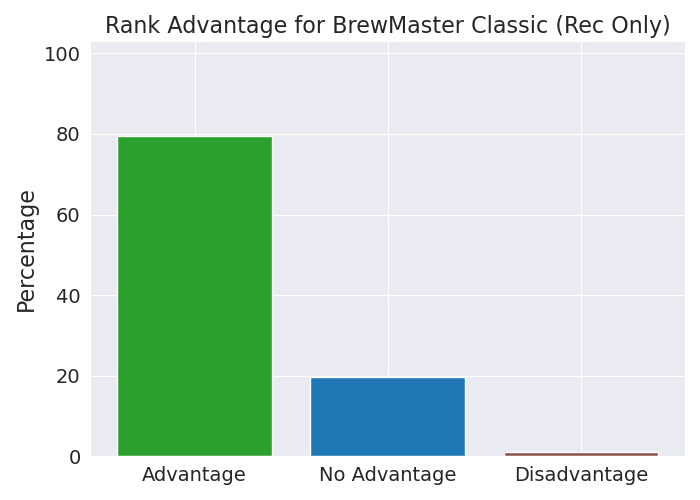 Rank Advantage for BrewMaster Classic (Rec Only)
100
80
60
40
20
0
Percentage
Advantage
No Advantage
Disadvantage